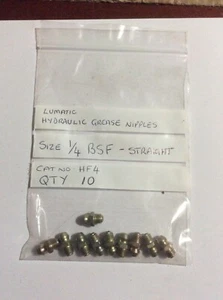 LUMATIC
HYDRAULIC GREASE NIPPLES
SIZE 1/4 BSF - STRAIGHT
CAT NO HF4
QTY 10